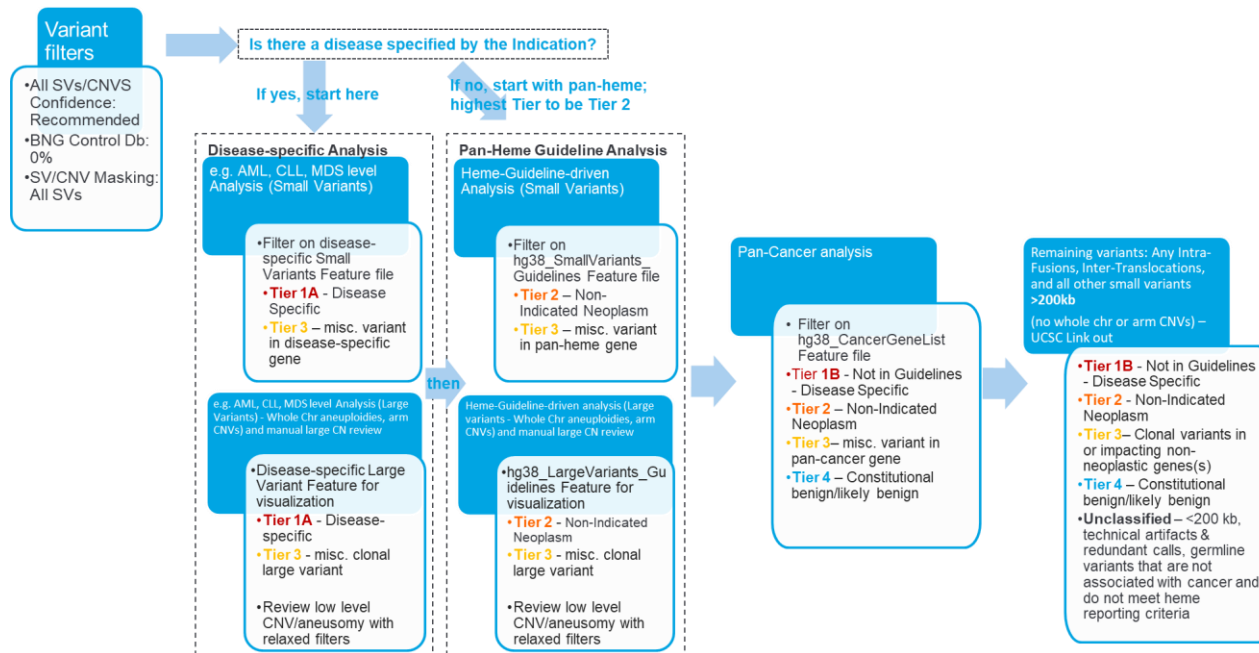 Variant
filters
•All SVs/CNVS
Confidence:
Recommended
•BNG Control Db:
0%
•SV/CNV Masking:
All SVs
Is there a disease specified by the Indication?
If yes, start here
If no, start with pan-heme;
highest Tier to be Tier 2
Disease-specific Analysis
e.g. AML, CLL, MDS level
Analysis (Small Variants)
•Filter on disease-
specific Small
Variants Feature file
•Tier 1A - Disease
Specific
•Tier 3 – misc. variant
in disease-specific gene
e.g. AML, CLL, MDS level Analysis (Large
Variants) - Whole Chr aneuploidies, arm
CNVs) and manual large CN review
•Disease-specific Large
Variant Feature for
visualization
•Tier 1A - Disease-
specific
•Tier 3 - misc. clonal
large variant
•Review low level
CNV/aneusomy with
relaxed filters
then
Pan-Heme Guideline Analysis
Heme-Guideline-driven
Analysis (Small Variants)
•Filter on
hg38_SmallVariants_
Guidelines Feature file
•Tier 2 – Non-
Indicated Neoplasm
•Tier 3 – misc. variant
in pan-heme gene
Heme-Guideline-driven analysis (Large
variants - Whole Chr aneuploidies, arm
CNVs) and manual large CN review
•hg38_LargeVariants_Gu
idelines Feature for
visualization
•Tier 2 - Non-Indicated
Neoplasm
•Tier 3 - misc. clonal
large variant
•Review low level
CNV/aneusomy with
relaxed filters
Pan-Cancer analysis
• Filter on
hg38_CancerGeneList
Feature file
•Tier 1B - Not in Guidelines
- Disease Specific
•Tier 2 – Non-Indicated
Neoplasm
•Tier 3– misc. variant in
pan-cancer gene
•Tier 4 – Constitutional
benign/likely benign
Remaining variants: Any Intra-
Fusions, Inter-Translocations,
and all other small variants
>200kb
(no whole chr or arm CNVs) –
UCSC Link out
•Tier 1B - Not in Guidelines
- Disease Specific
•Tier 2 – Non-Indicated
Neoplasm
•Tier 3– Clonal variants in
or impacting non-
neoplastic genes(s)
•Tier 4 – Constitutional
benign/likely benign
•Unclassified – <200 kb,
technical artifacts &
redundant calls, germline
variants that are not
associated with cancer and
do not meet heme
reporting criteria